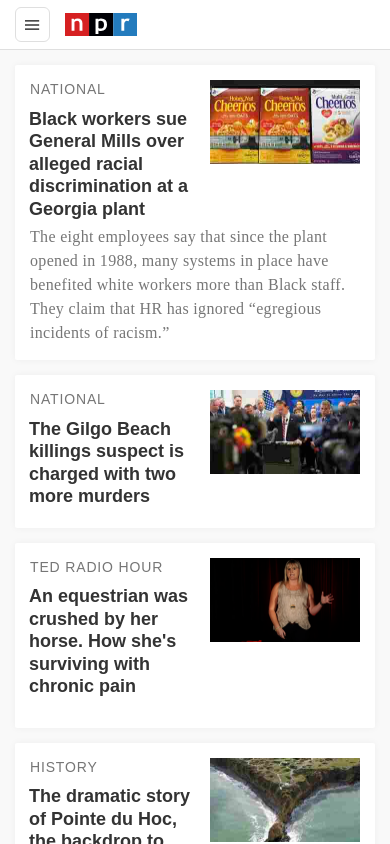 npr
NATIONAL
Black workers sue
General Mills over
alleged racial
discrimination at a
Georgia plant
Honey Nut
Cheerios
Honey Nut
Cheerios
Multi Grain
Cheerios
The eight employees say that since the plant
opened in 1988, many systems in place have
benefited white workers more than Black staff.
They claim that HR has ignored “egregious
incidents of racism.”
NATIONAL
The Gilgo Beach
killings suspect is
charged with two
more murders
TED RADIO HOUR
An equestrian was
crushed by her
horse. How she's
surviving with
chronic pain
HISTORY
The dramatic story
of Pointe du Hoc,
the backdrop to